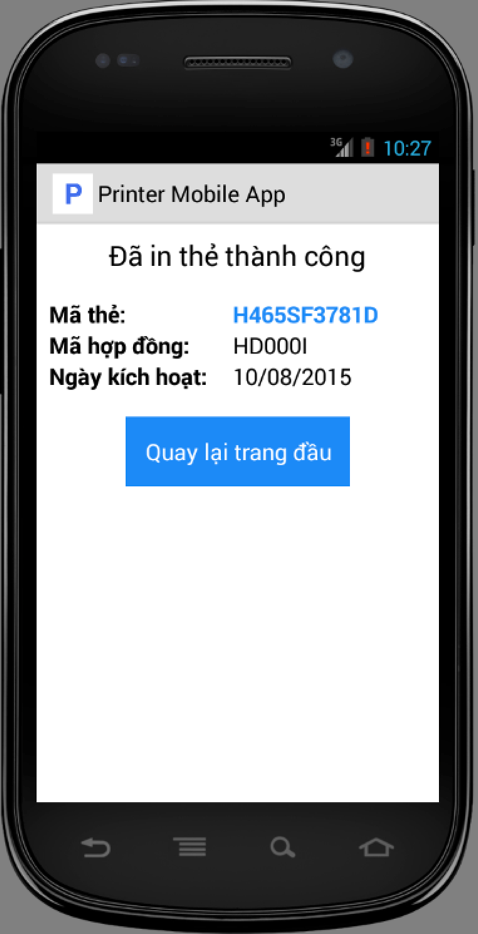 3G 10:27
P Printer Mobile App
Đã in thẻ thành công
Mã thẻ: H465SF3781D
Mã hợp đồng: HD000I
Ngày kích hoạt: 10/08/2015
Quay lại trang đầu